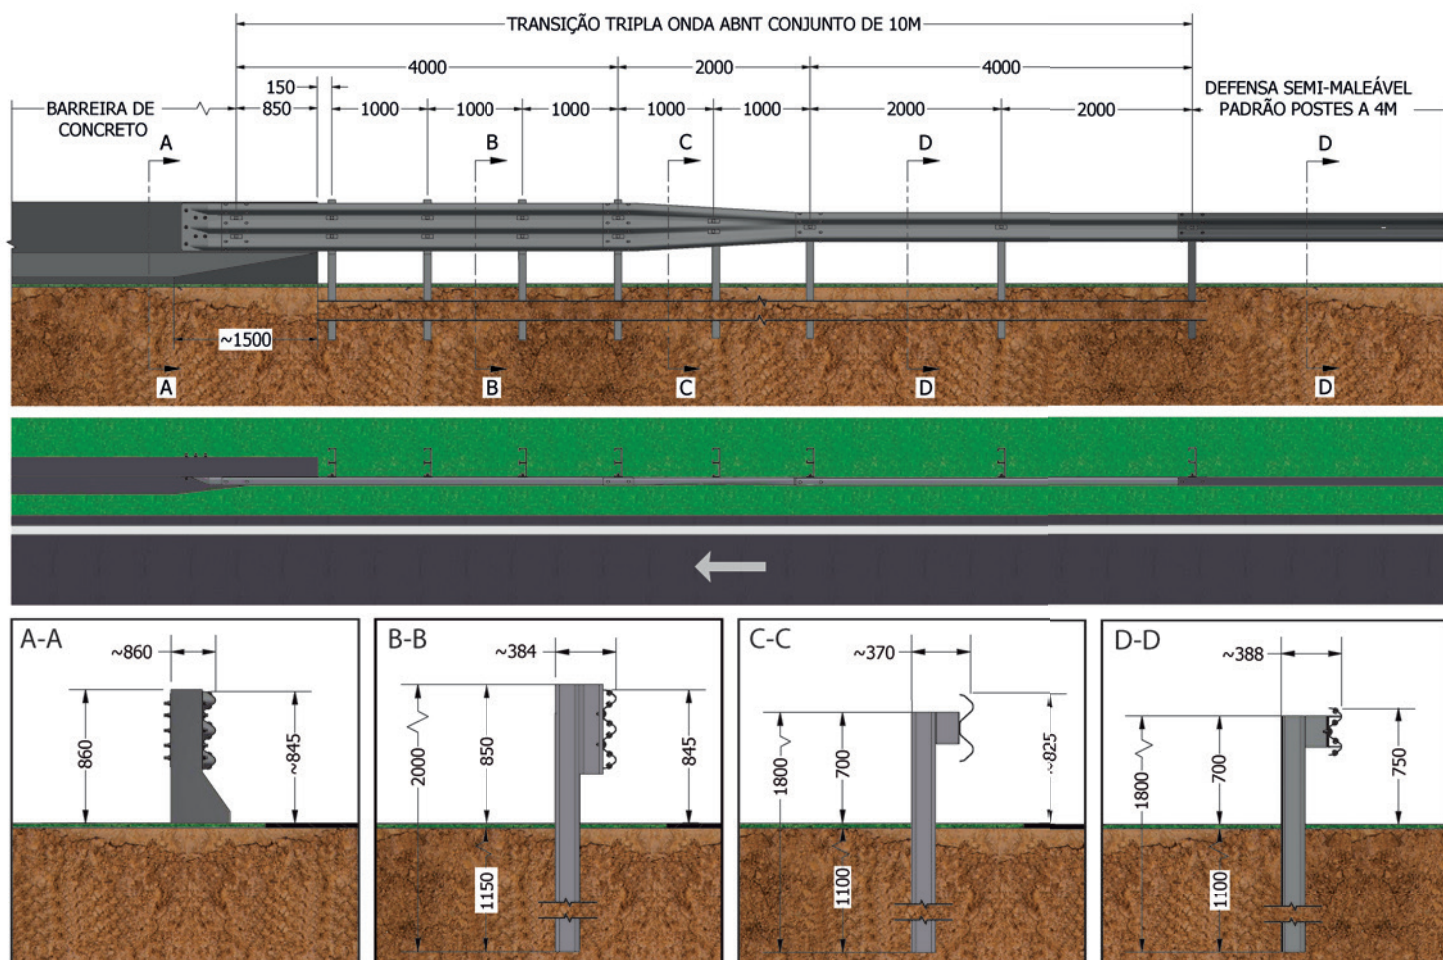 TRANSIÇÃO TRIPLA ONDA ABNT CONJUNTO DE 10M
4000
2000
4000
150
850
1000
1000
1000
1000
1000
2000
2000
BARREIRA DE
CONCRETO
DEFENSA SEMI-MALEÁVEL
PADRÃO POSTES A 4M
A
B
C
D
D
~1500
A
B
C
D
D
A-A
~860
860
~845
B-B
~384
2000
850
845
1150
C-C
~370
1800
700
~825
1100
D-D
~388
1800
700
750
1100